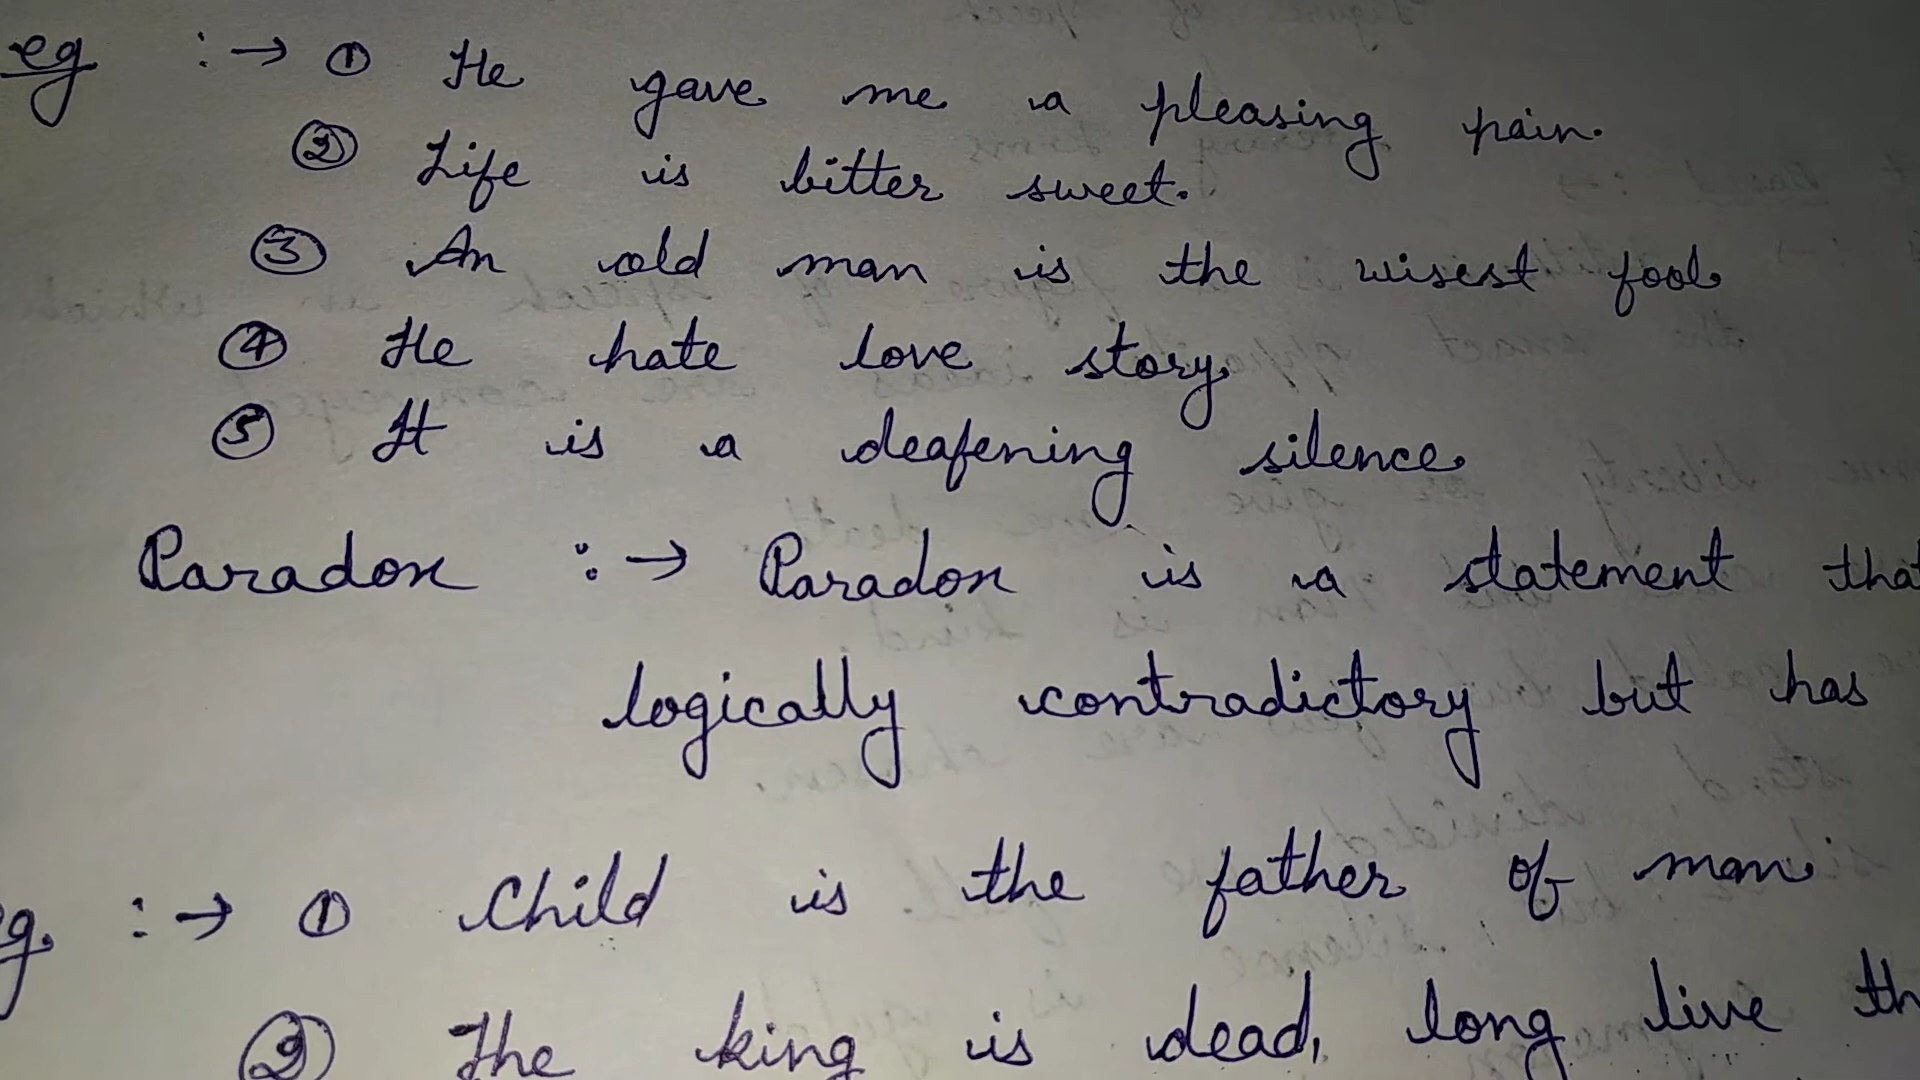 eg :→ ① He gave me a pleasing pain.
② Life is bitter sweet.
③ An old man is the wisest fool.
④ He hate love story.
⑤ It is a deafening silence.
Paradox :→ Paradox is a statement that
logically contradictory but has
eg. :→ ① Child is the father of man.
② The king is dead, long live th